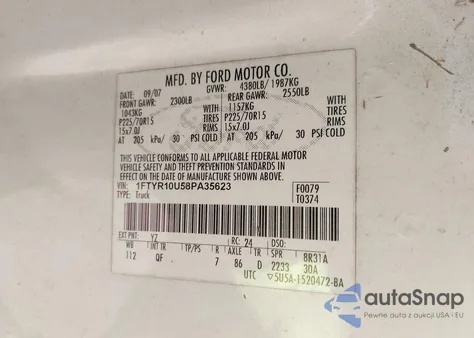 MFD. BY FORD MOTOR CO.
DATE: 09/07 GVWR: 4380LB/ 1987KG
FRONT GAWR: 2300LB REAR GAWR: 2550LB
1043KG 1157KG
P225/70R15 TIRES P225/70R15 TIRES
15x7.0J RIMS 15x7.0J RIMS
AT 205 kPa/ 30 PSI COLD AT 205 kPa/ 30 PSI COLD
THIS VEHICLE CONFORMS TO ALL APPLICABLE FEDERAL MOTOR
VEHICLE SAFETY AND THEFT PREVENTION STANDARDS IN EFFECT
ON THE DATE OF MANUFACTURE SHOWN ABOVE.
VIN: 1FTYR10U58PA35623 F0079
TYPE: Truck T0374
EXT PNT: YZ RC: 24 DSO:
WB INT TR TP/PS R AXLE TR SPR BR31A
112 QF 7 86 D 2233 30A
UTC ▽5U5A-1520472-BA
autoSnap
Pewne auta z aukcji USA i EU